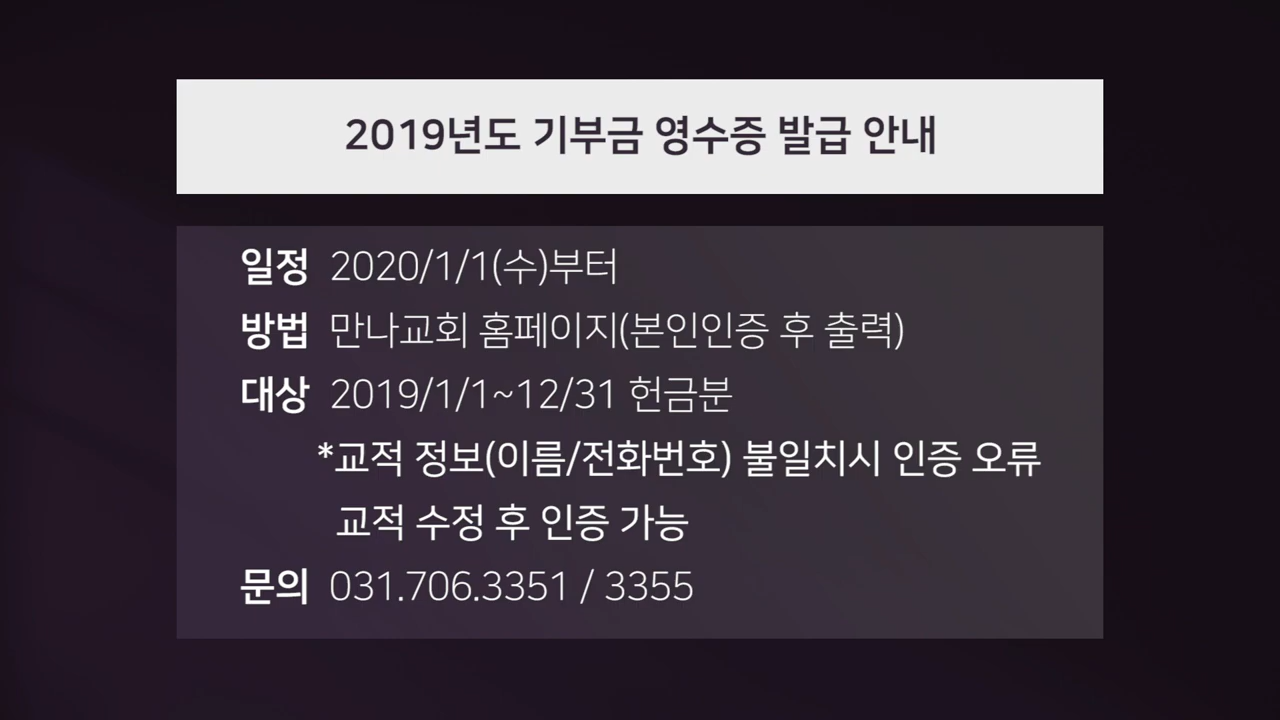 2019년도 기부금 영수증 발급 안내
일정 2020/1/1(수)부터
방법 만나교회 홈페이지(본인인증 후 출력)
대상 2019/1/1~12/31 헌금분
*교적 정보(이름/전화번호) 불일치시 인증 오류
교적 수정 후 인증 가능
문의 031.706.3351 / 3355